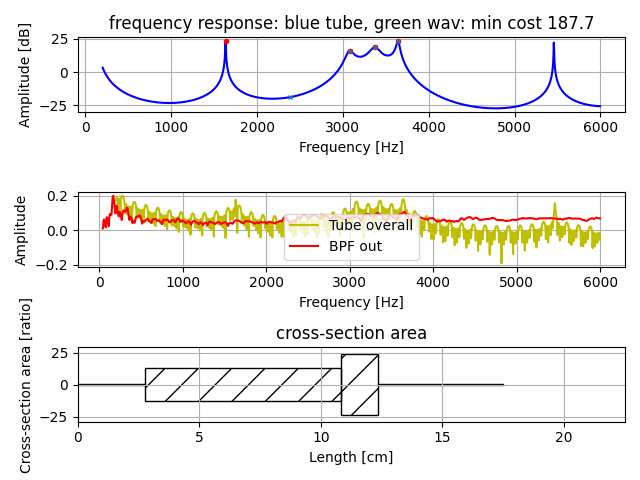 frequency response: blue tube, green wav: min cost 187.7
Amplitude [dB]
25
0
−25
0 1000 2000 3000 4000 5000 6000
Frequency [Hz]
Amplitude
0.2
0.0
−0.2
Tube overall
BPF out
0 1000 2000 3000 4000 5000 6000
Frequency [Hz]
cross-section area
Cross-section area [ratio]
25
0
−25
0 5 10 15 20
Length [cm]